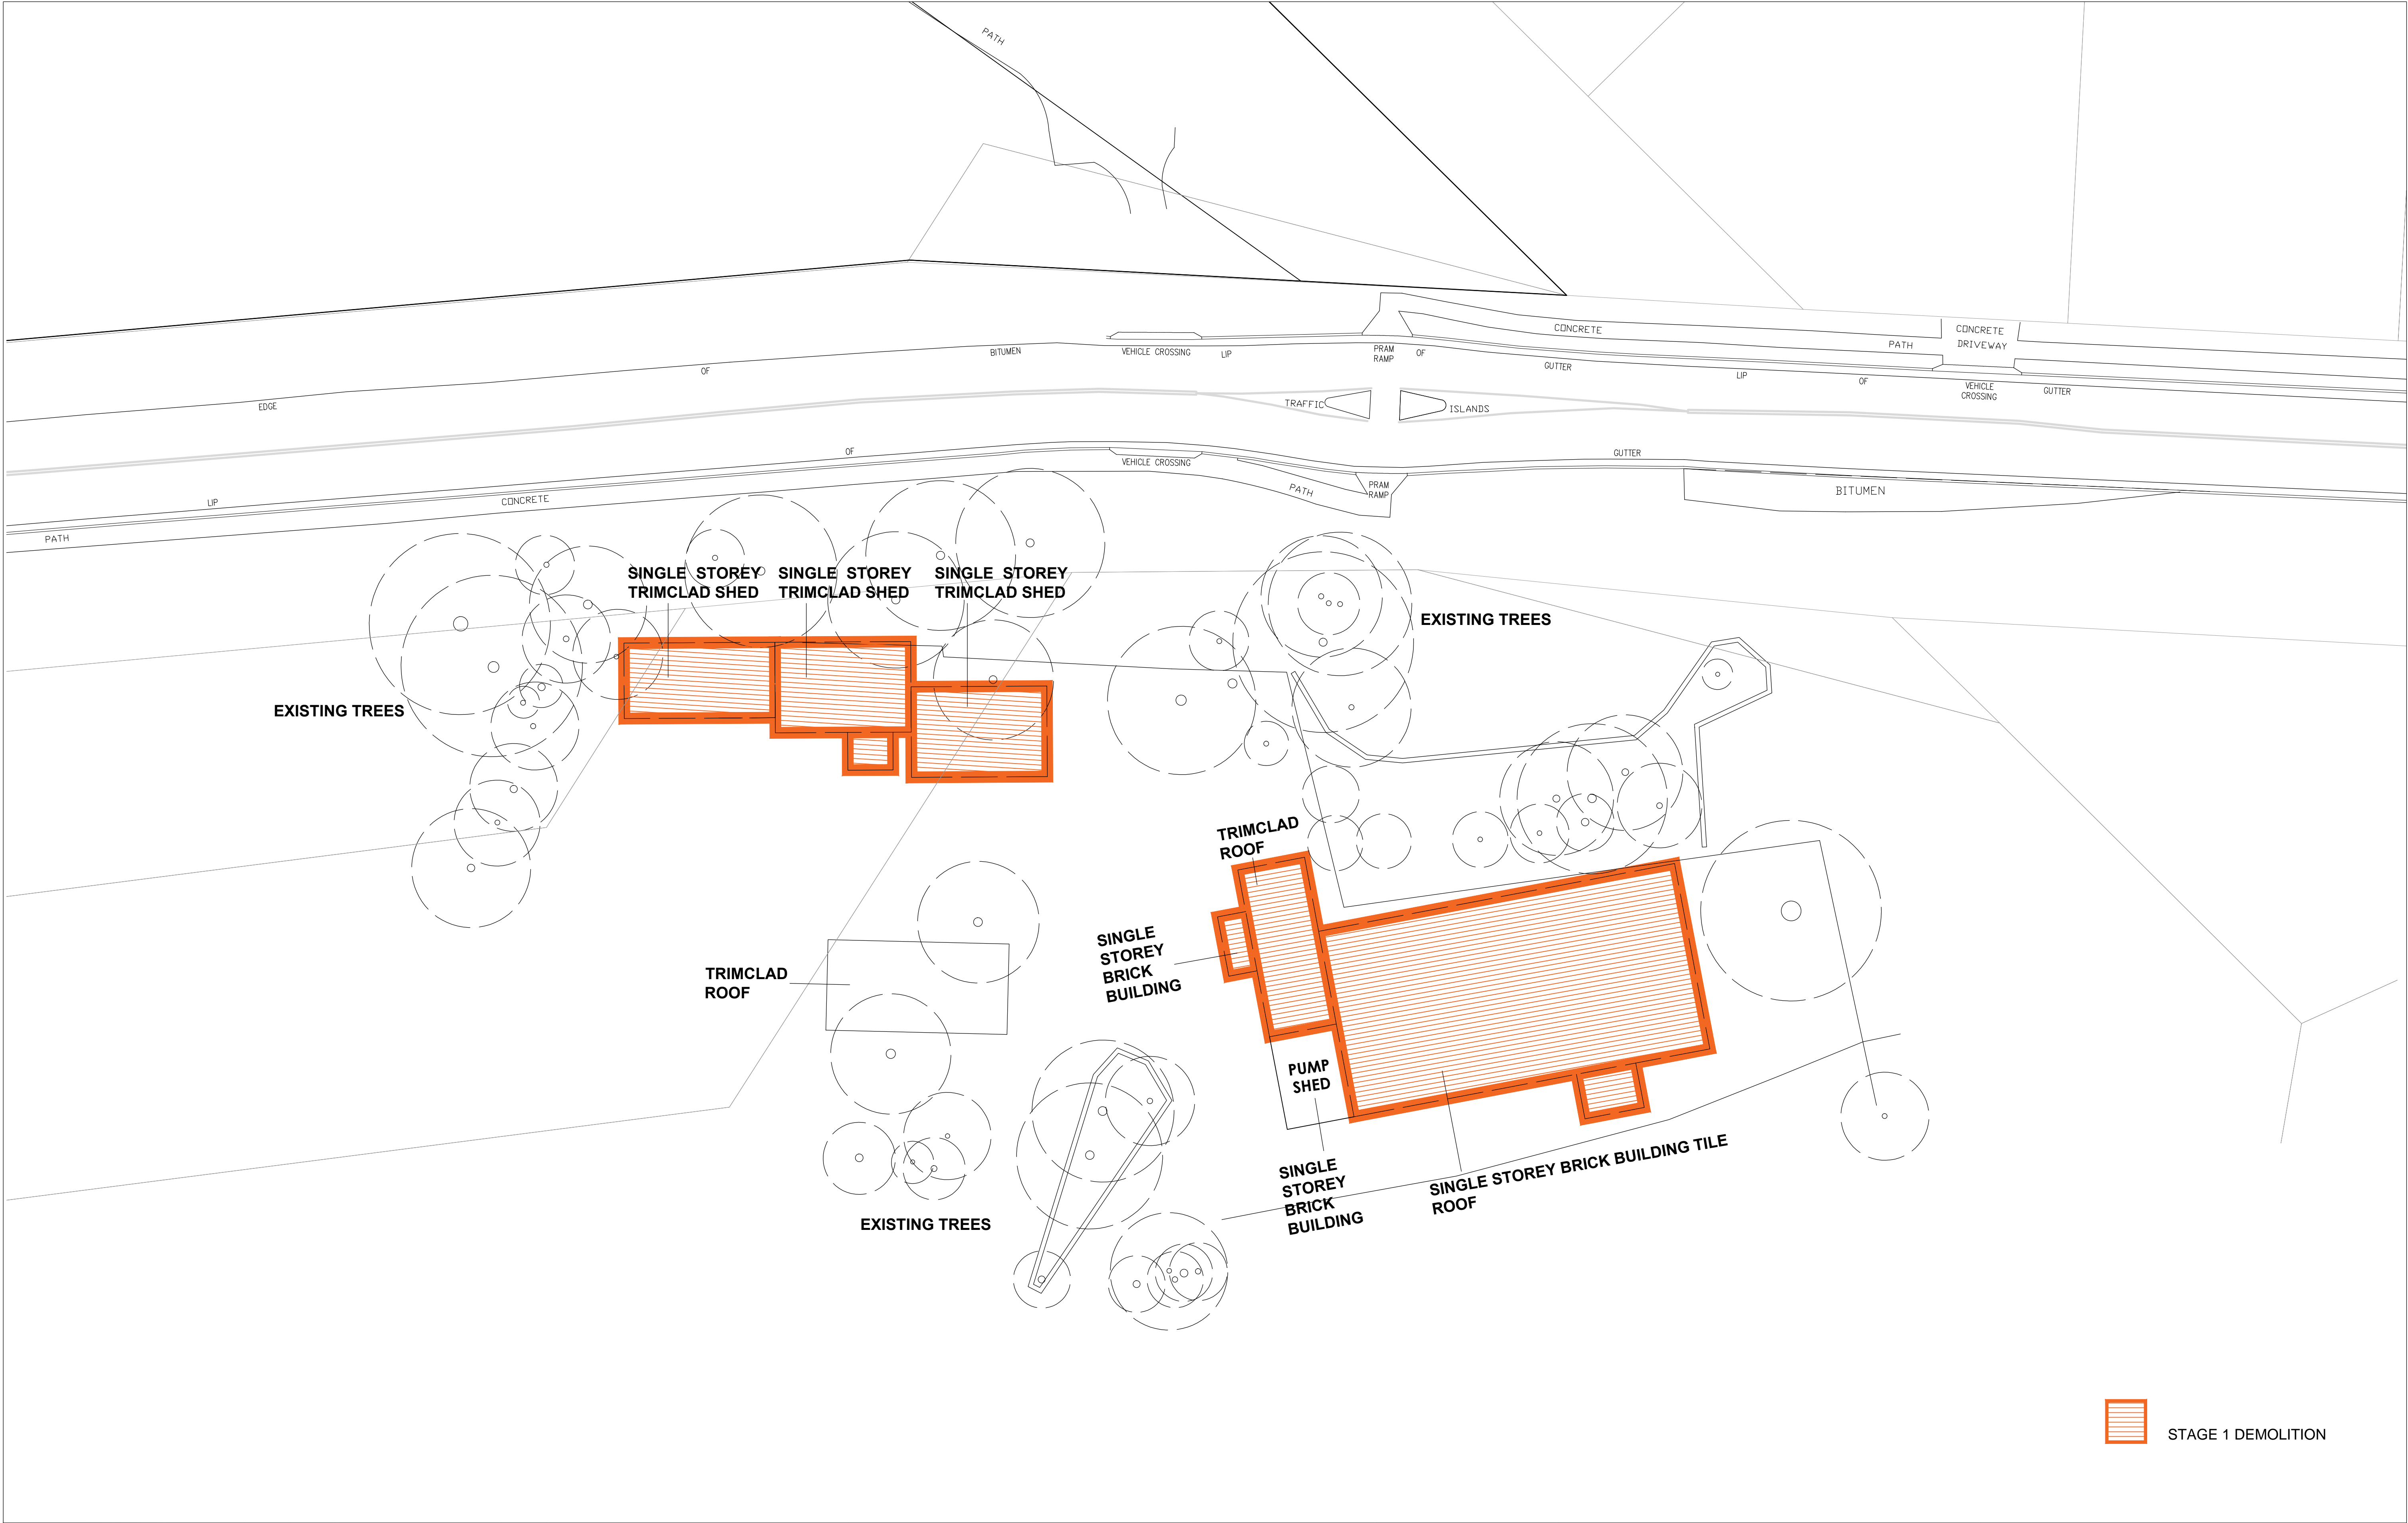 PATH
CONCRETE
CONCRETE
DRIVEWAY
PATH
BITUMEN
VEHICLE CROSSING
LIP
PRAM
RAMP
OF
GUTTER
LIP
OF
VEHICLE
CROSSING
GUTTER
OF
EDGE
TRAFFIC
ISLANDS
OF
GUTTER
VEHICLE CROSSING
PATH
PRAM
RAMP
BITUMEN
LIP
CONCRETE
PATH
SINGLE STOREY
TRIMCLAD SHED
SINGLE STOREY
TRIMCLAD SHED
SINGLE STOREY
TRIMCLAD SHED
EXISTING TREES
EXISTING TREES
TRIMCLAD
ROOF
SINGLE
STOREY
BRICK
BUILDING
TRIMCLAD
ROOF
PUMP
SHED
SINGLE
STOREY
BRICK
BUILDING
SINGLE STOREY BRICK BUILDING TILE
ROOF
EXISTING TREES
STAGE 1 DEMOLITION